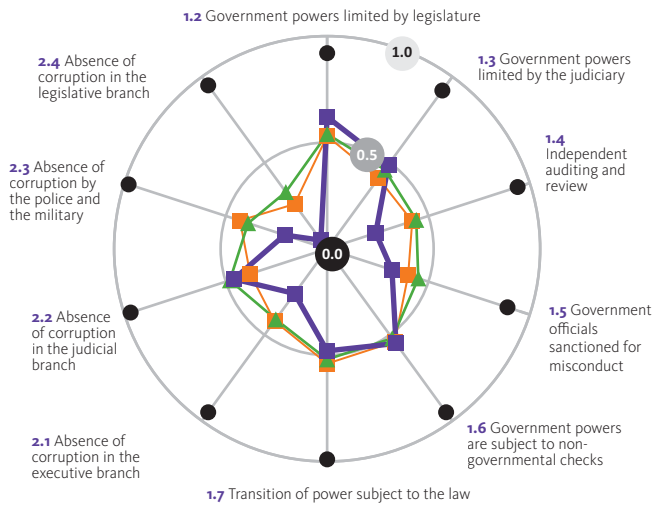 1.2 Government powers limited by legislature
1.0
1.3 Government powers
limited by the judiciary
1.4
Independent
auditing and
review
1.5 Government
officials
sanctioned for
misconduct
1.6 Government powers
are subject to non-
governmental checks
1.7 Transition of power subject to the law
2.1 Absence of
corruption in the
executive branch
2.2 Absence
of corruption
in the judicial
branch
2.3 Absence of
corruption by
the police and
the military
2.4 Absence of
corruption in the
legislative branch
0.5
0.0